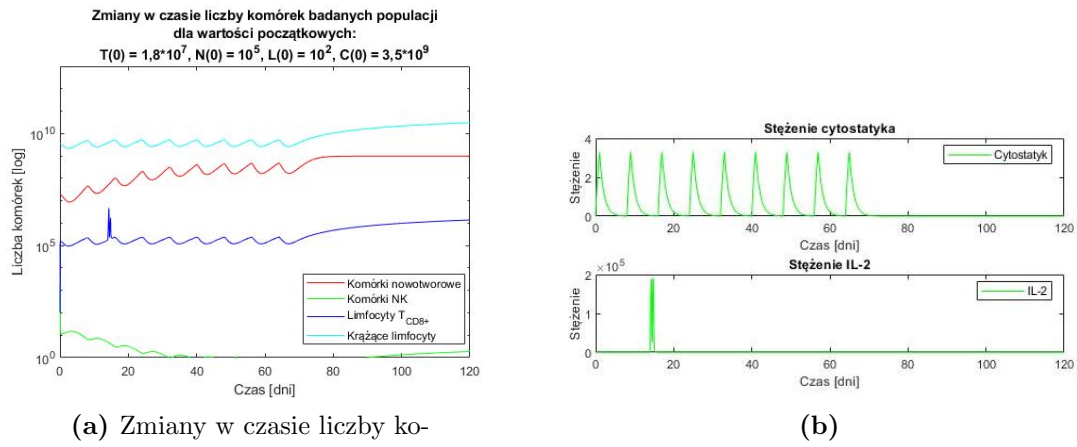 Zmiany w czasie liczby komórek badanych populacji
dla wartości początkowych:
T(0) = 1,8*10^7, N(0) = 10^5, L(0) = 10^2, C(0) = 3,5*10^9
Liczba komórek [log]
10^10
10^5
10^0
0 20 40 60 80 100 120
Czas [dni]
Komórki nowotworowe
Komórki NK
Limfocyty T_CD8+
Krążące limfocyty
(a) Zmiany w czasie liczby ko-
Stężenie cytostatyka
Stężenie
4
2
0
0 20 40 60 80 100 120
Czas [dni]
Cytostatyk
Stężenie IL-2
×10^5
Stężenie
2
1
0
0 20 40 60 80 100 120
Czas [dni]
IL-2
(b)